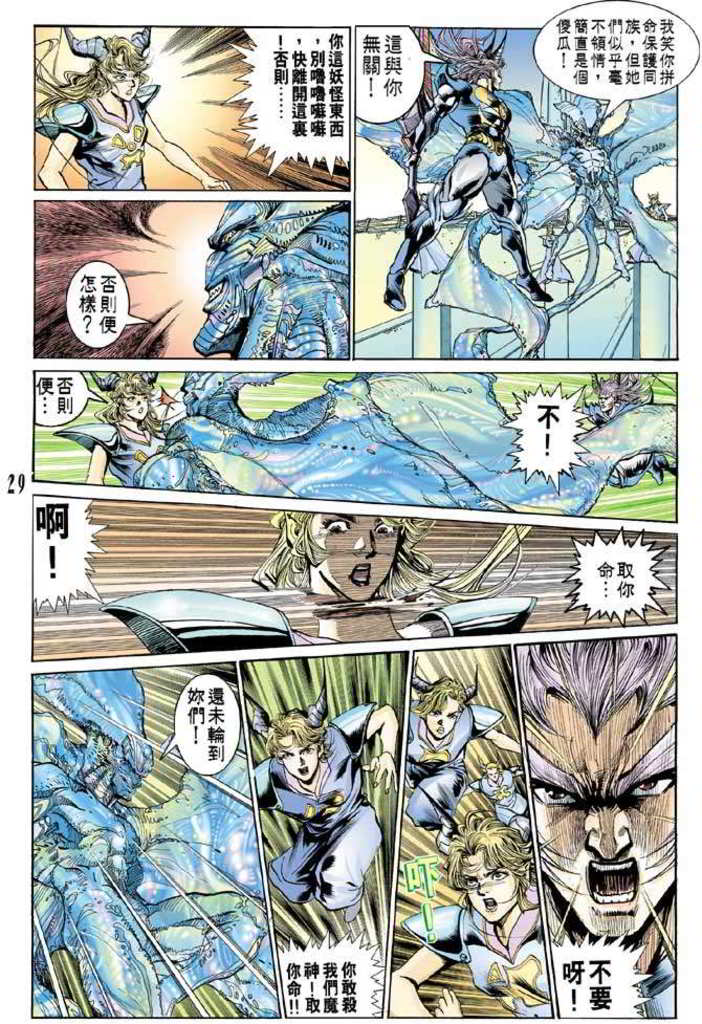 我笑你拼
命保護同
族，但她
們似乎毫
不領情，
簡直是個
傻瓜！
這與你
無關！
你這妖怪東西
，別嚕嚕囌囌
，快離開這裏
！否則……
否則便
怎樣？
否則
便…
不！
取你
命…
啊！
還未輪到
妳們！
你敢殺
我們魔
神！取
你命!!
吓！
不要
呀！
29